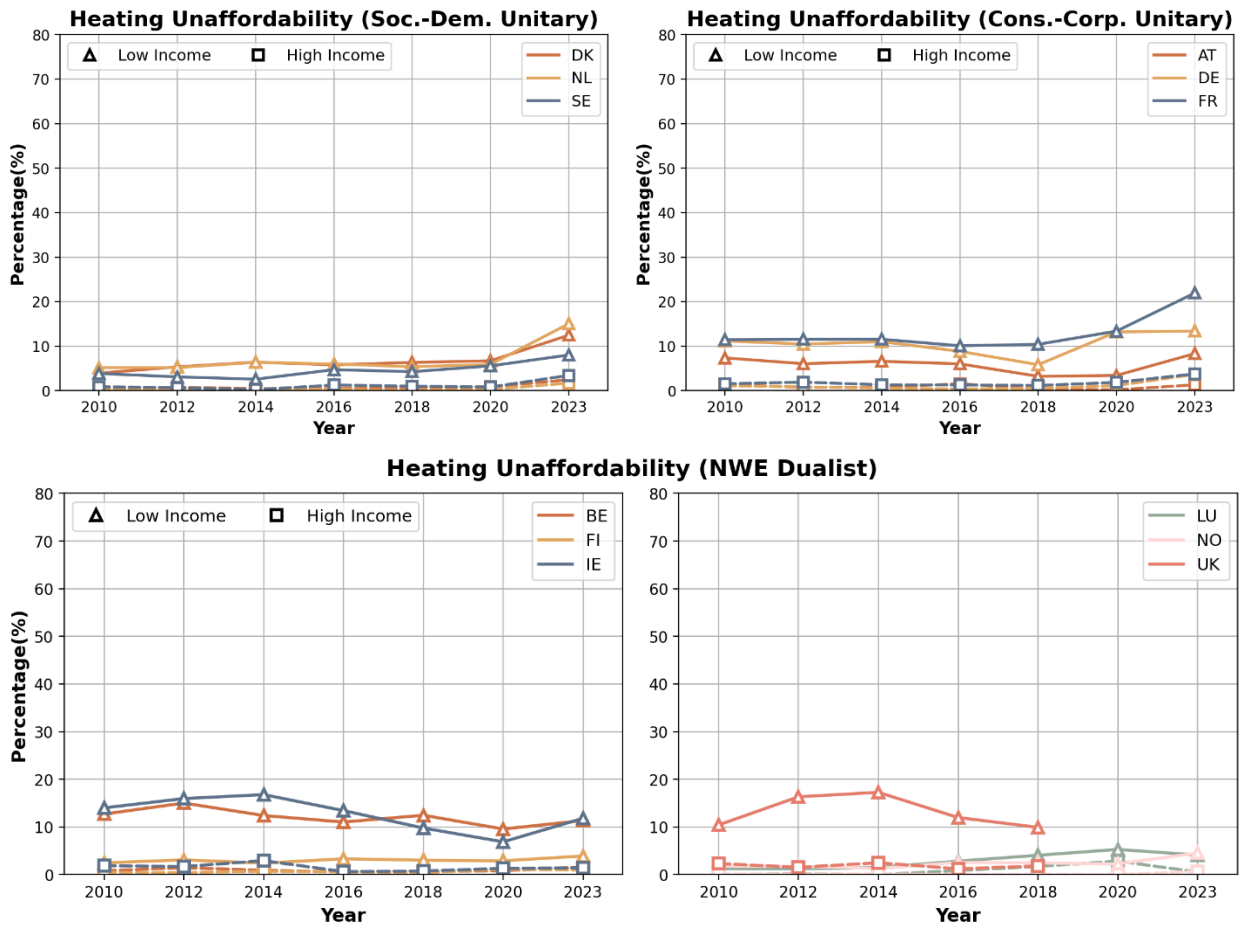 Heating Unaffordability (Soc.-Dem. Unitary)
80
70
60
50
40
30
20
10
0
Percentage(%)
Low Income
High Income
DK
NL
SE
2010 2012 2014 2016 2018 2020 2023
Year
Heating Unaffordability (Cons.-Corp. Unitary)
80
70
60
50
40
30
20
10
0
Percentage(%)
Low Income
High Income
AT
DE
FR
2010 2012 2014 2016 2018 2020 2023
Year
Heating Unaffordability (NWE Dualist)
80
70
60
50
40
30
20
10
0
Percentage(%)
Low Income
High Income
BE
FI
IE
2010 2012 2014 2016 2018 2020 2023
Year
80
70
60
50
40
30
20
10
0
LU
NO
UK
2010 2012 2014 2016 2018 2020 2023
Year